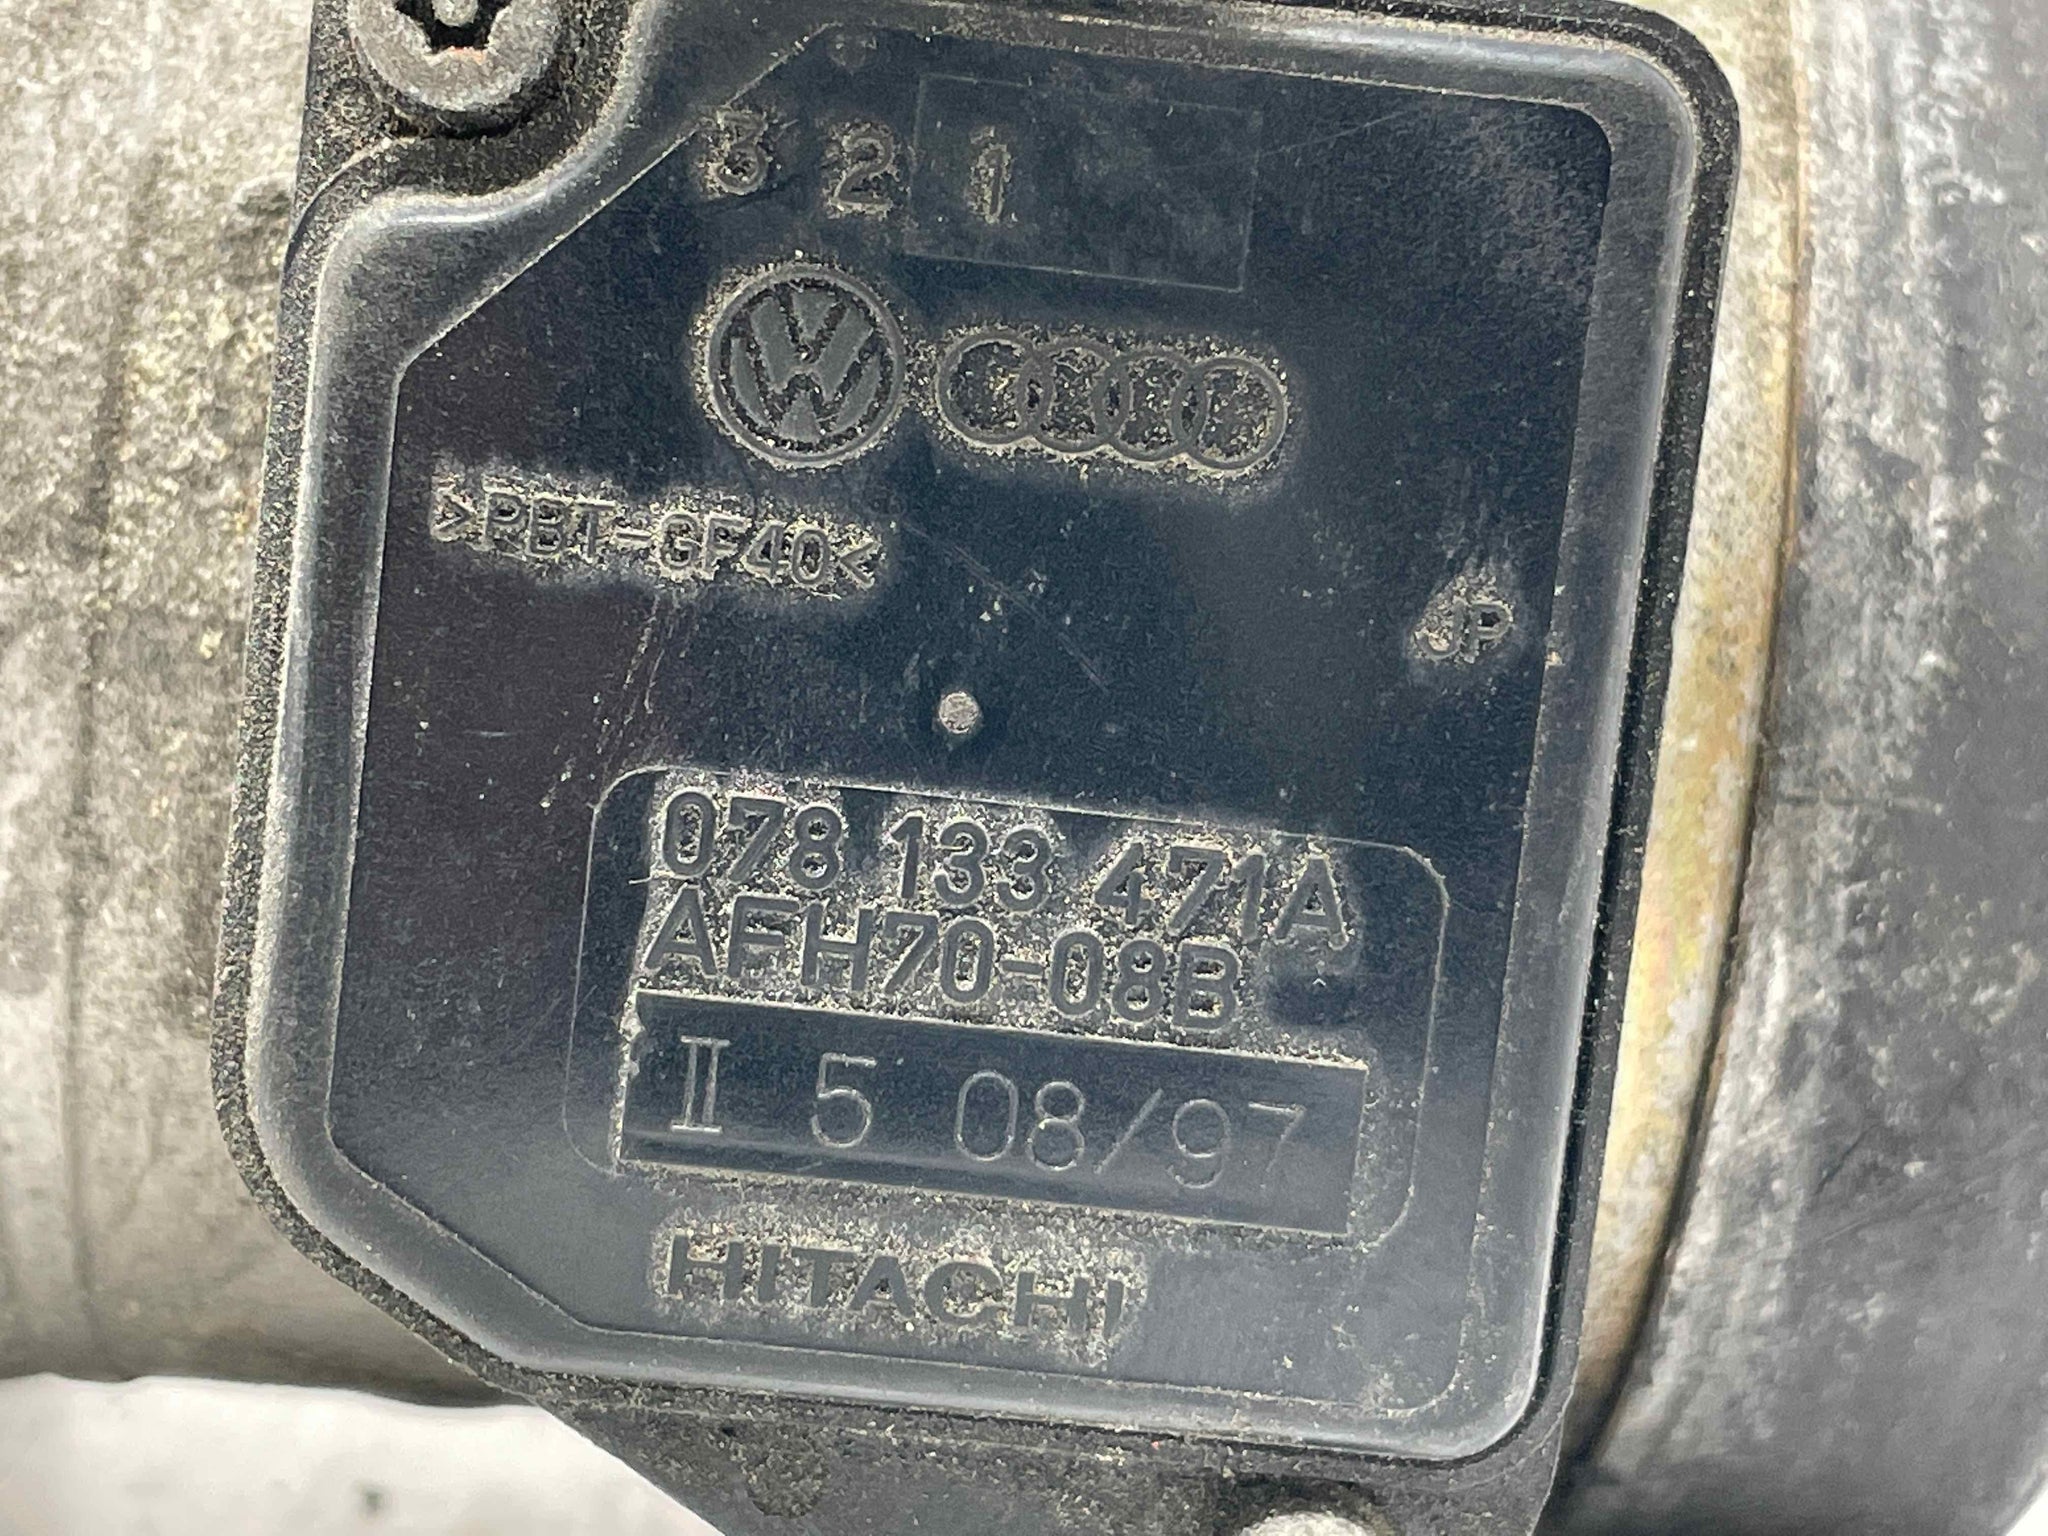 3 2 1
>PBT-GF40<
JP
078 133 471A
AFH70-08B
II 5 08/97
HITACHI